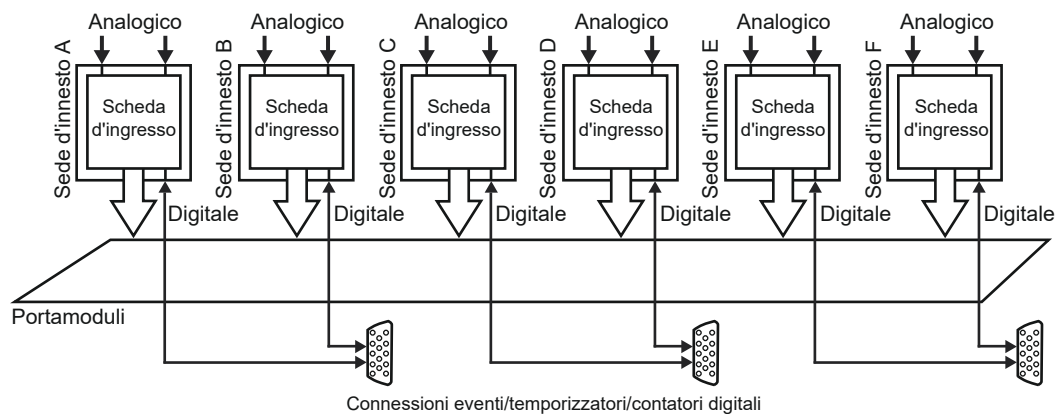 Analogico
Analogico
Analogico
Analogico
Analogico
Analogico
Sede d'innesto A
Scheda
d'ingresso
Sede d'innesto B
Scheda
d'ingresso
Sede d'innesto C
Scheda
d'ingresso
Sede d'innesto D
Scheda
d'ingresso
Sede d'innesto E
Scheda
d'ingresso
Sede d'innesto F
Scheda
d'ingresso
Digitale
Digitale
Digitale
Digitale
Digitale
Digitale
Portamoduli
Connessioni eventi/temporizzatori/contatori digitali